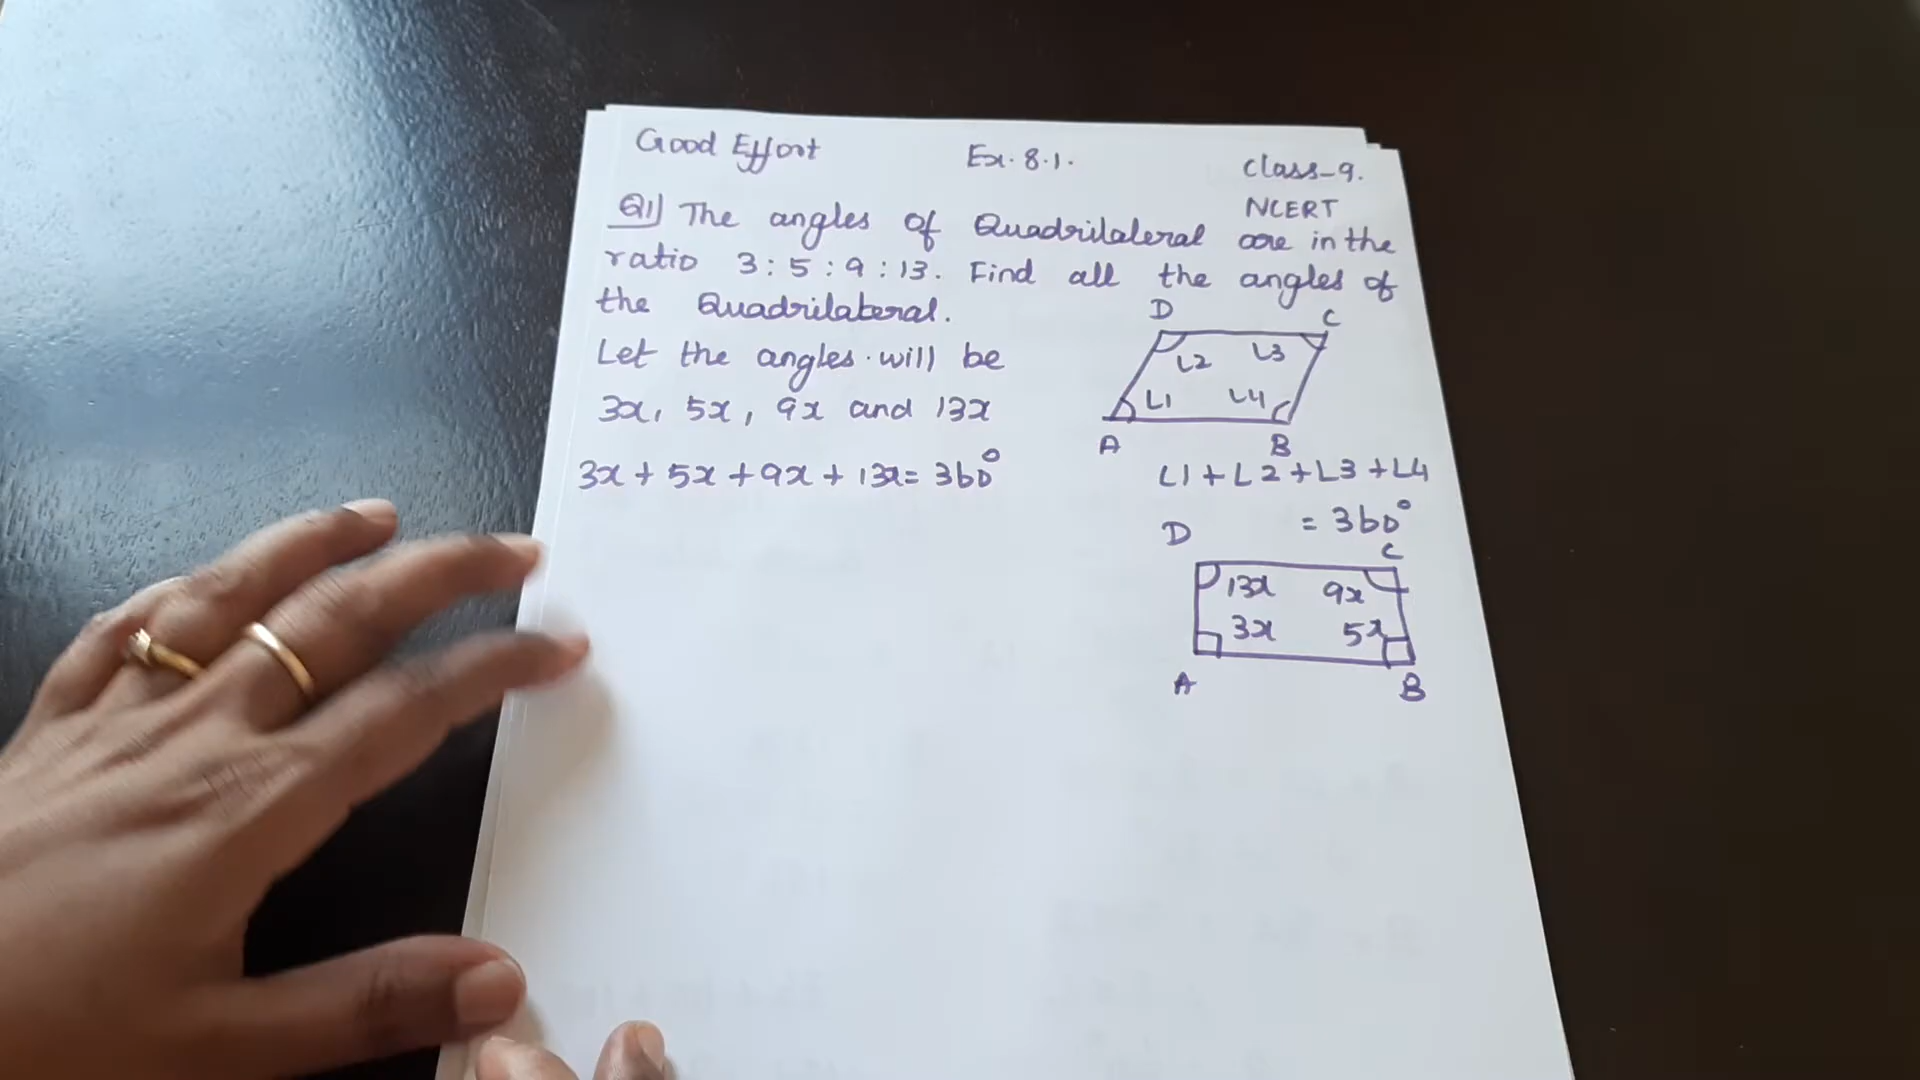 Good Effort Ex. 8.1. Class-9.
NCERT
Q1) The angles of Quadrilateral are in the
ratio 3 : 5 : 9 : 13. Find all the angles of
the Quadrilateral.
Let the angles will be
3x, 5x, 9x and 13x
3x + 5x + 9x + 13x = 360°
D C
∠2 ∠3
∠1 ∠4
A B
∠1 + ∠2 + ∠3 + ∠4
= 360°
D C
13x 9x
3x 5x
A B